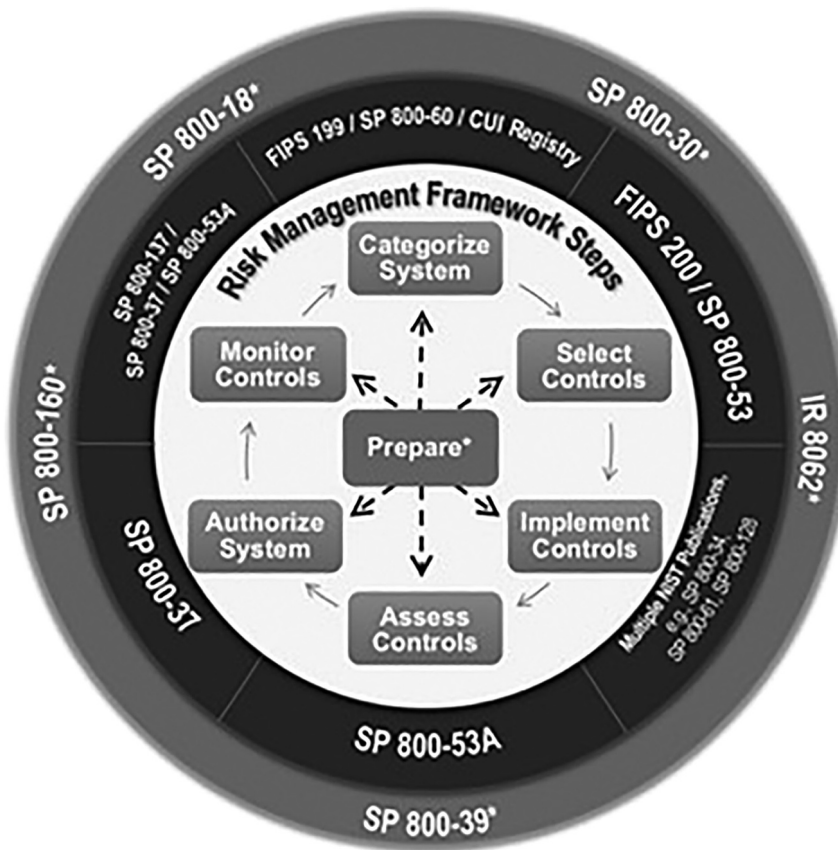 SP 800-18*
SP 800-30*
IR 8062*
SP 800-39*
SP 800-160*
FIPS 199 / SP 800-60 / CUI Registry
FIPS 200 / SP 800-53
Multiple NIST Publications,
e.g., SP 800-34,
SP 800-61, SP 800-128
SP 800-53A
SP 800-37
SP 800-137 /
SP 800-37 / SP 800-53A
Risk Management Framework Steps
Categorize
System
Select
Controls
Implement
Controls
Assess
Controls
Authorize
System
Monitor
Controls
Prepare*